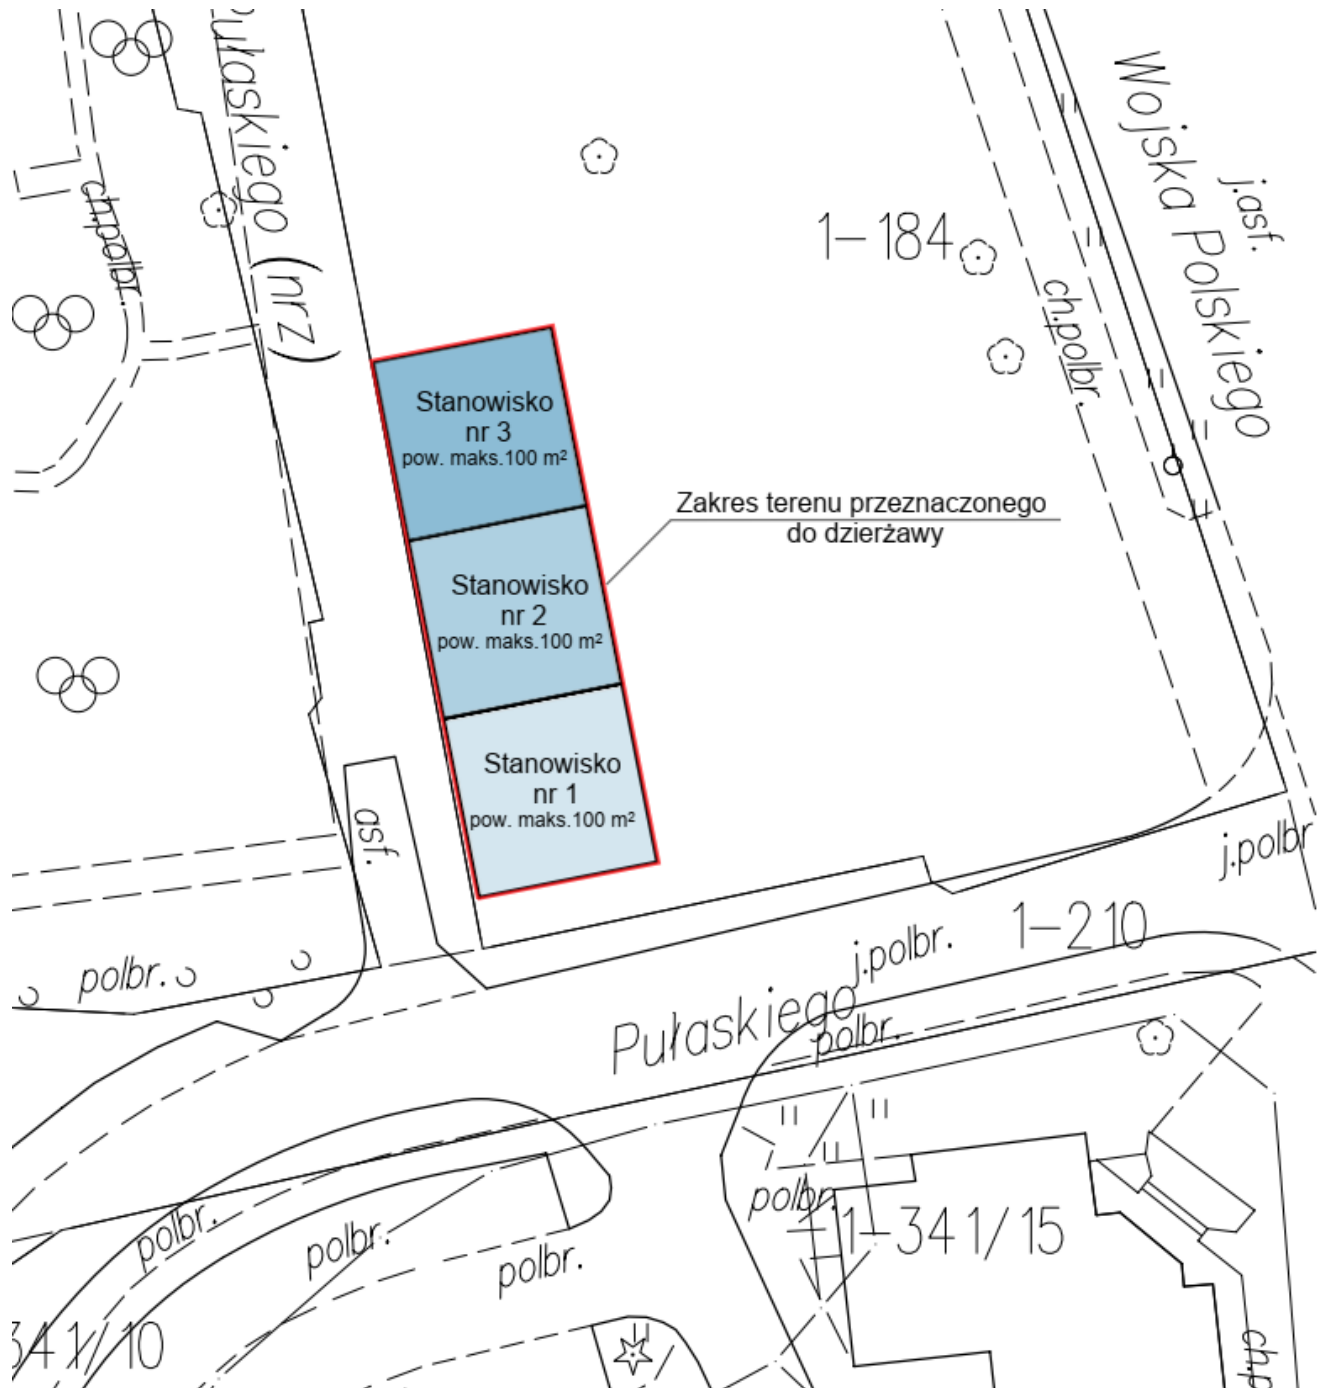 Pułaskiego (nrz)
Wojska Polskiego
j.asf.
ch.polbr.
1-184
ch.polbr.
Stanowisko
nr 3
pow. maks.100 m²
Zakres terenu przeznaczonego
do dzierżawy
Stanowisko
nr 2
pow. maks.100 m²
Stanowisko
nr 1
pow. maks.100 m²
asf.
j.polbr
1-210
j.polbr.
polbr.
Pułaskiego
polbr.
polbr.
1-341/15
polbr.
polbr.
polbr.
341/10
ch.p